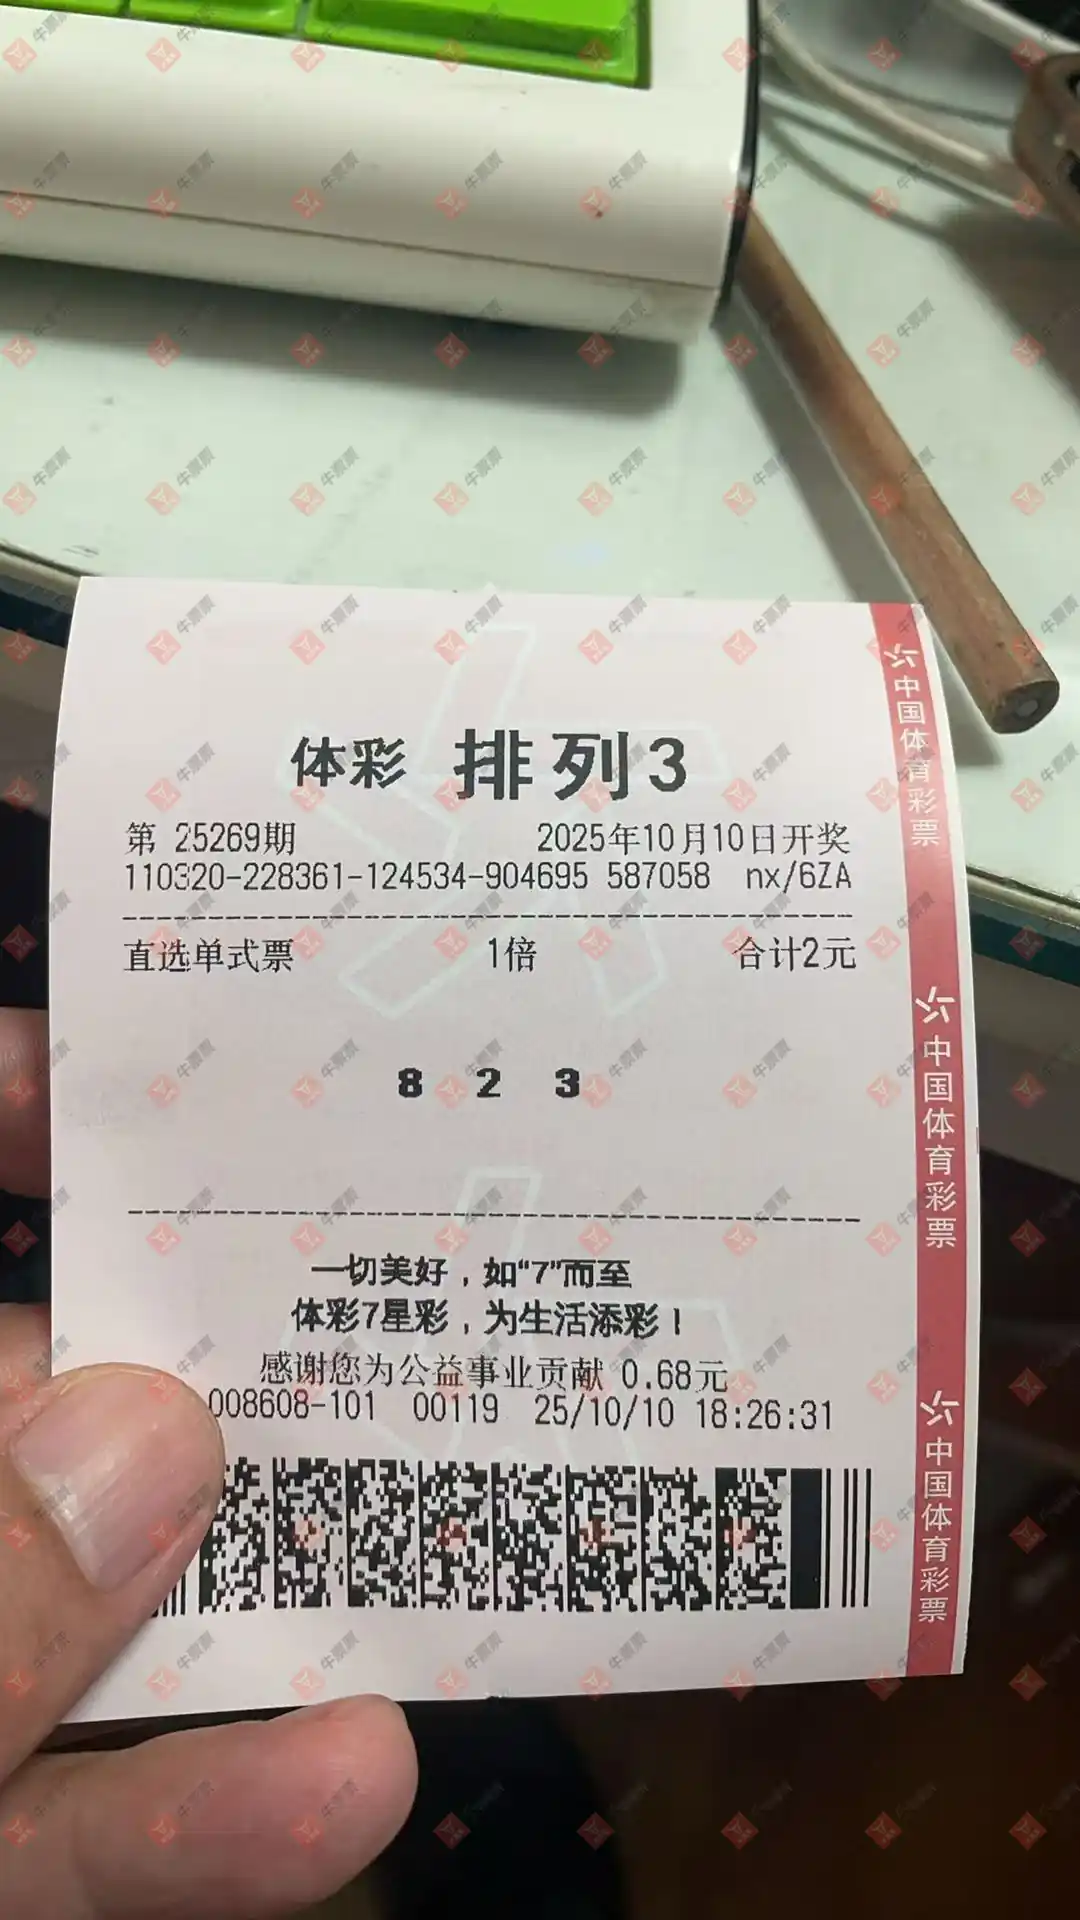 体彩 排列3
第 25269期 2025年10月10日开奖
110320-228361-124534-904695 587058 nx/6ZA
直选单式票 1倍 合计2元
8 2 3
一切美好，如“7”而至
体彩7星彩，为生活添彩！
感谢您为公益事业贡献 0.68元
008608-101 00119 25/10/10 18:26:31
中国体育彩票
中国体育彩票
中国体育彩票
牛票票